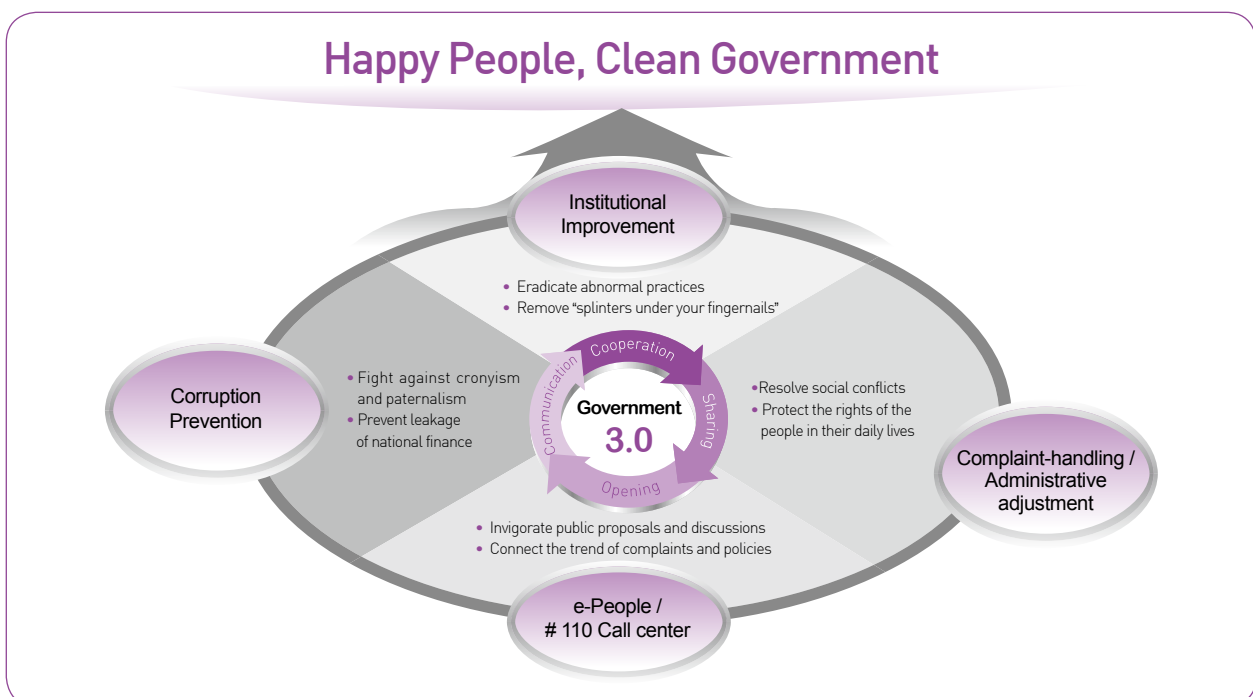 Happy People, Clean Government
Institutional
Improvement
• Eradicate abnormal practices
• Remove “splinters under your fingernails”
Corruption
Prevention
• Fight against cronyism
and paternalism
• Prevent leakage
of national finance
Communication
Cooperation
Sharing
Opening
Government
3.0
•Resolve social conflicts
• Protect the rights of the
people in their daily lives
Complaint-handling /
Administrative
adjustment
• Invigorate public proposals and discussions
• Connect the trend of complaints and policies
e-People /
# 110 Call center